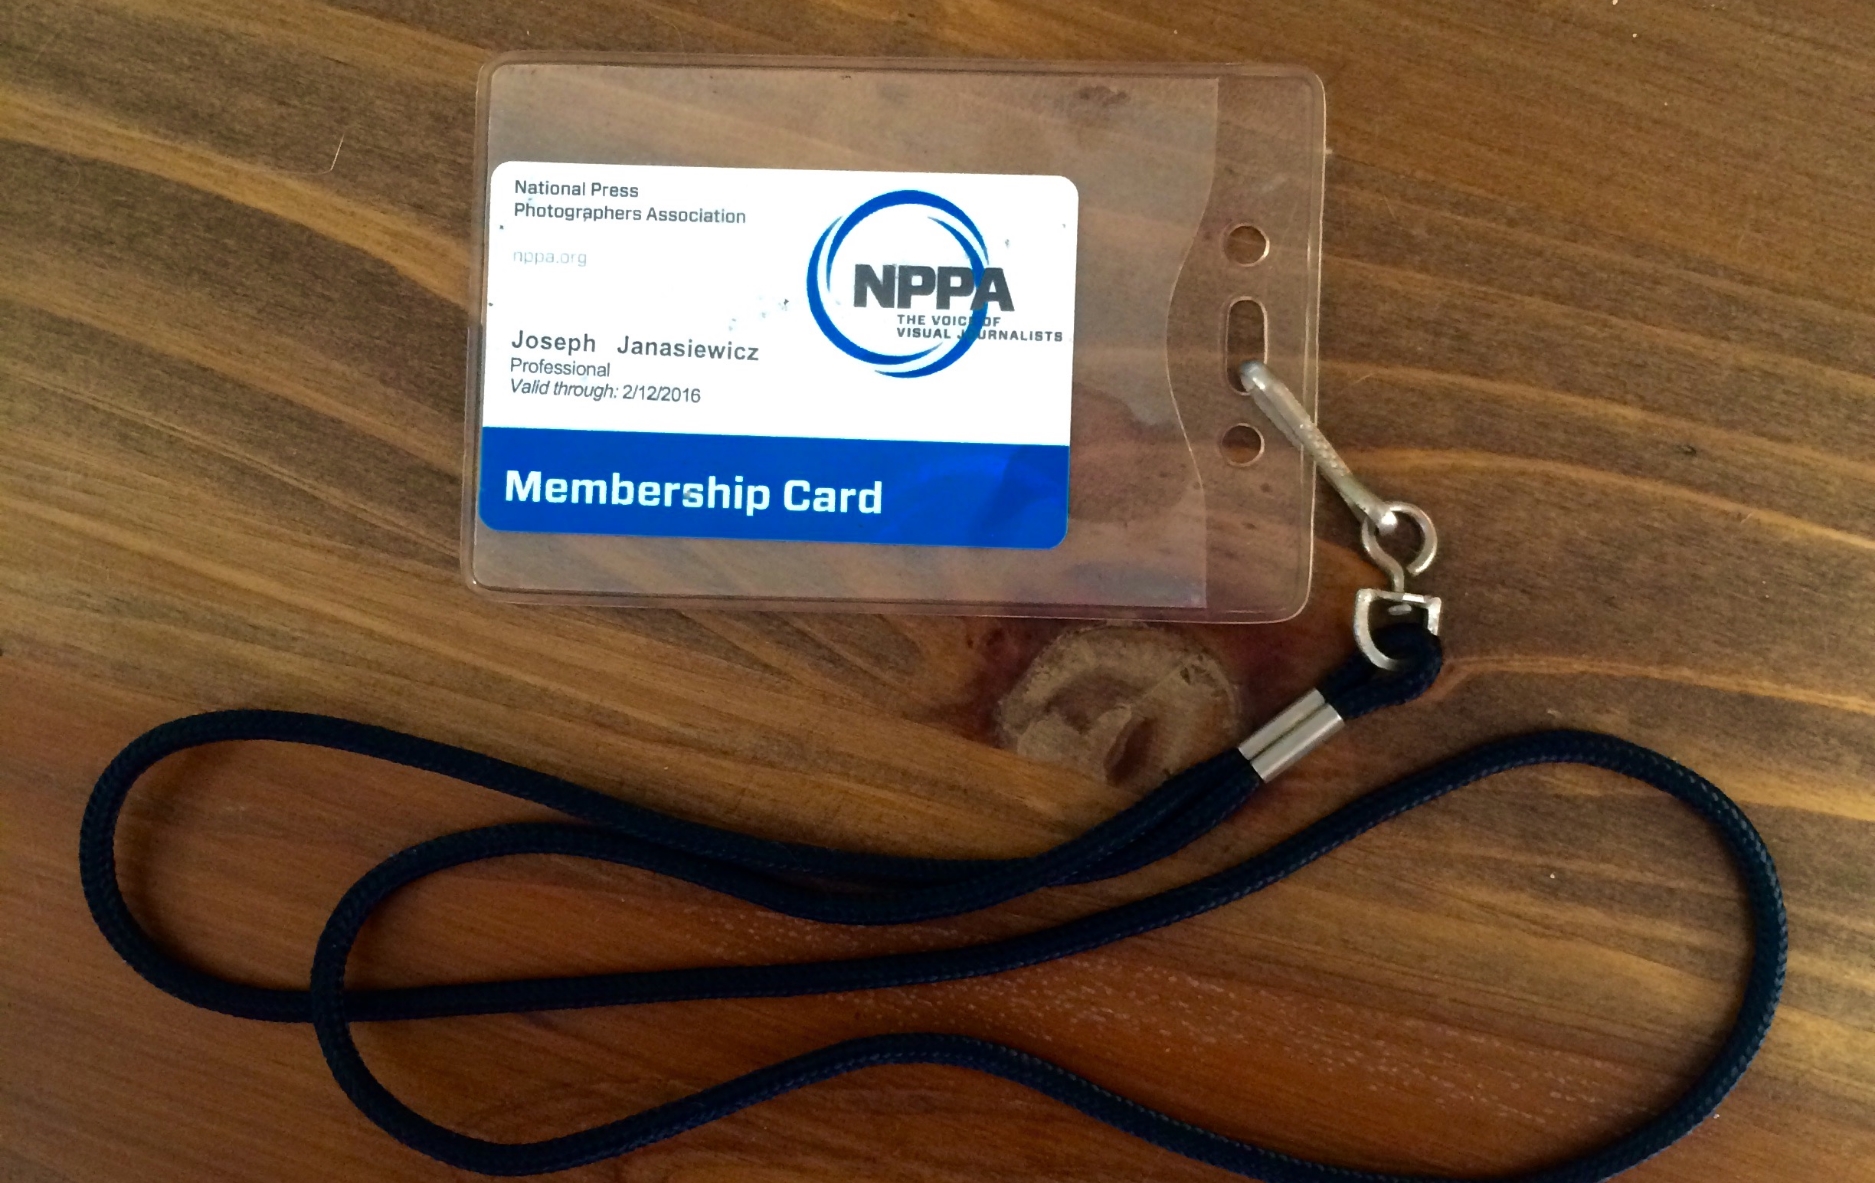 National Press
Photographers Association
nppa.org
NPPA
THE VOICE OF
VISUAL JOURNALISTS
Joseph Janasiewicz
Professional
Valid through: 2/12/2016
Membership Card